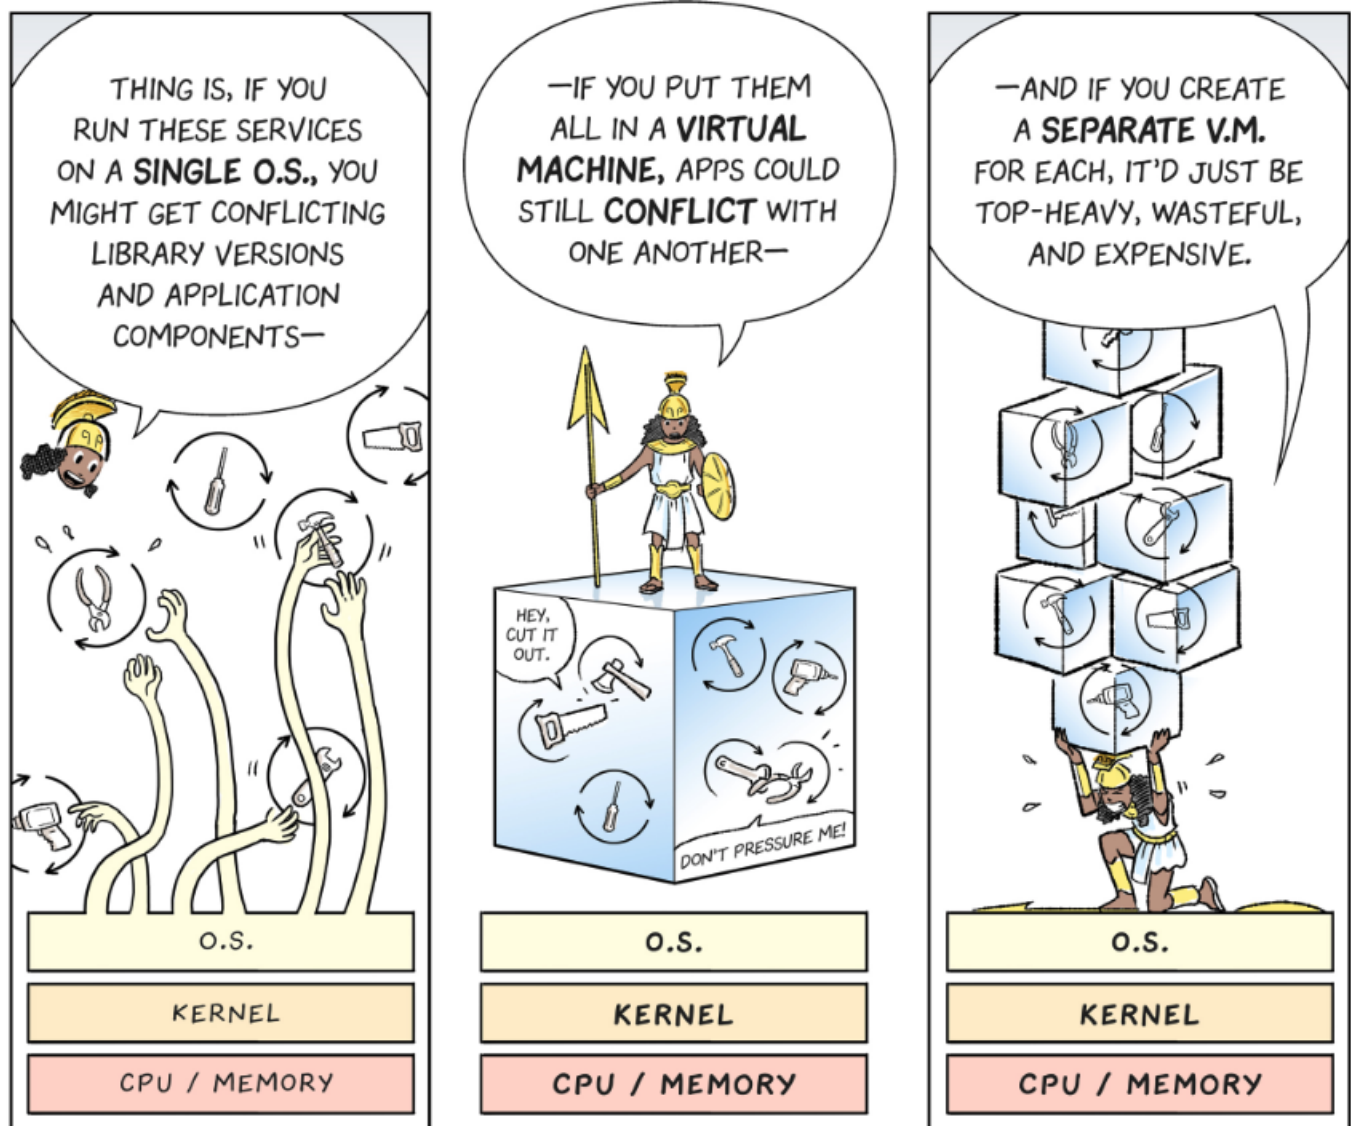 THING IS, IF YOU
RUN THESE SERVICES
ON A SINGLE O.S., YOU
MIGHT GET CONFLICTING
LIBRARY VERSIONS
AND APPLICATION
COMPONENTS—
O.S.
KERNEL
CPU / MEMORY
—IF YOU PUT THEM
ALL IN A VIRTUAL
MACHINE, APPS COULD
STILL CONFLICT WITH
ONE ANOTHER—
HEY,
CUT IT
OUT.
DON'T PRESSURE ME!
O.S.
KERNEL
CPU / MEMORY
—AND IF YOU CREATE
A SEPARATE V.M.
FOR EACH, IT'D JUST BE
TOP-HEAVY, WASTEFUL,
AND EXPENSIVE.
O.S.
KERNEL
CPU / MEMORY